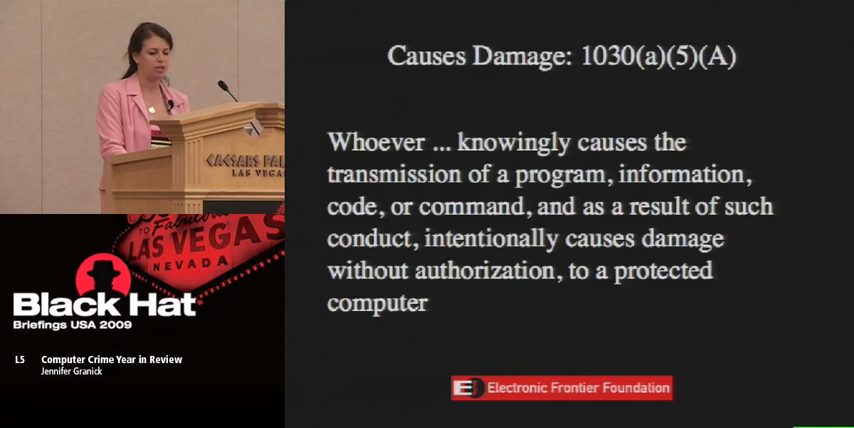 Causes Damage: 1030(a)(5)(A)
Whoever ... knowingly causes the
transmission of a program, information,
code, or command, and as a result of such
conduct, intentionally causes damage
without authorization, to a protected
computer
Electronic Frontier Foundation
CAESARS
LAS VEGAS
TO Fabulous
LAS VEGAS
NEVADA
Black Hat
Briefings USA 2009
L5 Computer Crime Year in Review
Jennifer Granick